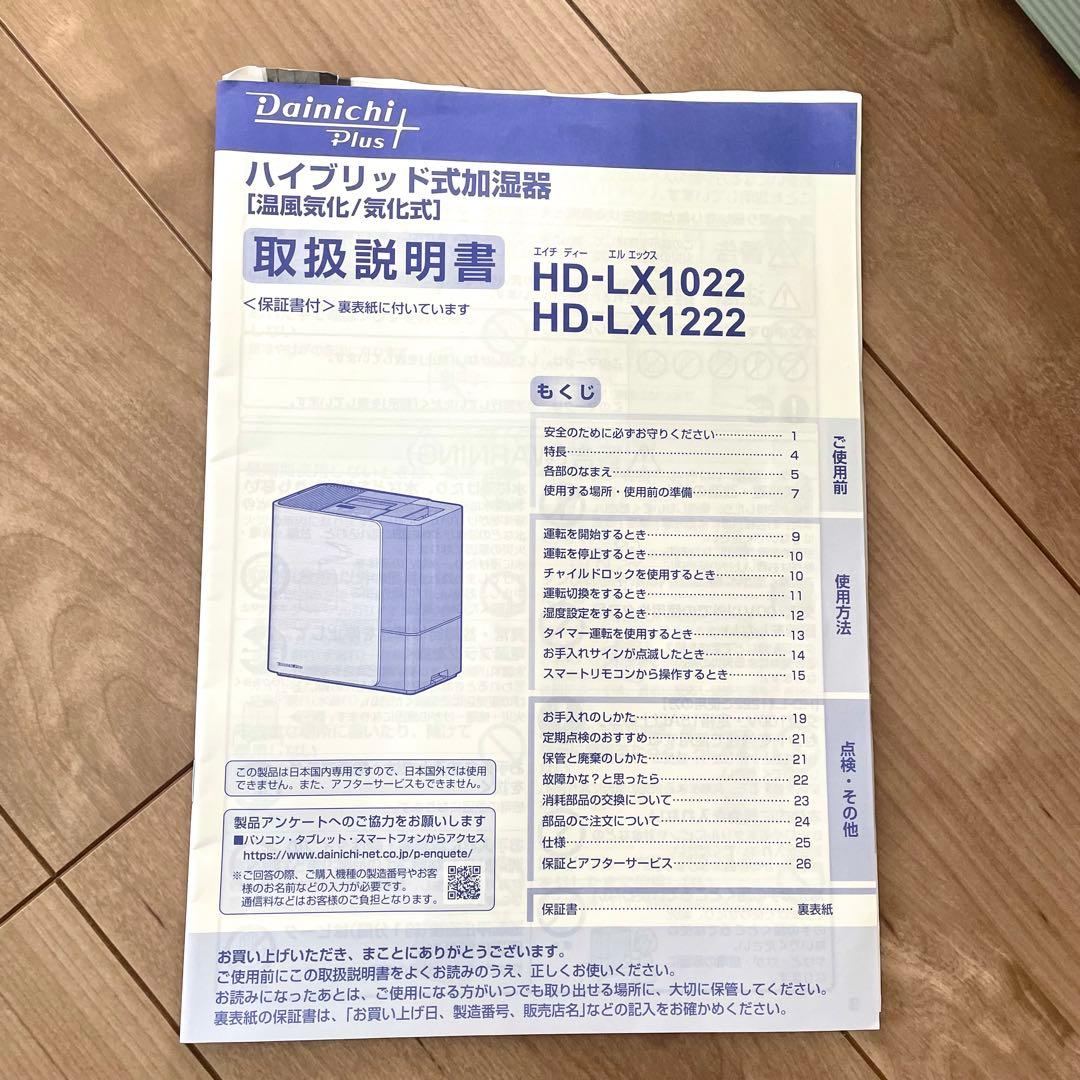 Dainichi
Plus
ハイブリッド式加湿器
[温風気化/気化式]
取扱説明書
<保証書付>裏表紙に付いています
エイチ ディー エル エックス
HD-LX1022
HD-LX1222
もくじ
安全のために必ずお守りください……………… 1
特長…………………………………………… 4
各部のなまえ………………………………… 5
使用する場所・使用前の準備…………………… 7
ご使用前
運転を開始するとき…………………………… 9
運転を停止するとき…………………………… 10
チャイルドロックを使用するとき……………… 10
運転切換をするとき…………………………… 11
湿度設定をするとき…………………………… 12
タイマー運転を使用するとき………………… 13
お手入れサインが点滅したとき……………… 14
スマートリモコンから操作するとき…………… 15
使用方法
お手入れのしかた……………………………… 19
定期点検のおすすめ…………………………… 21
保管と廃棄のしかた…………………………… 21
故障かな?と思ったら………………………… 22
消耗部品の交換について……………………… 23
部品のご注文について………………………… 24
仕様…………………………………………… 25
保証とアフターサービス……………………… 26
点検・その他
保証書………………………………………… 裏表紙
この製品は日本国内専用ですので、日本国外では使用
できません。また、アフターサービスもできません。
製品アンケートへのご協力をお願いします
■パソコン・タブレット・スマートフォンからアクセス
https://www.dainichi-net.co.jp/p-enquete/
※ご回答の際、ご購入機種の製造番号やお客
様のお名前などの入力が必要です。
通信料などはお客様のご負担となります。
お買い上げいただき、まことにありがとうございます。
ご使用前にこの取扱説明書をよくお読みのうえ、正しくお使いください。
お読みになったあとは、ご使用になる方がいつでも取り出せる場所に、大切に保管してください。
裏表紙の保証書は、「お買い上げ日、製造番号、販売店名」などの記入をお確かめください。